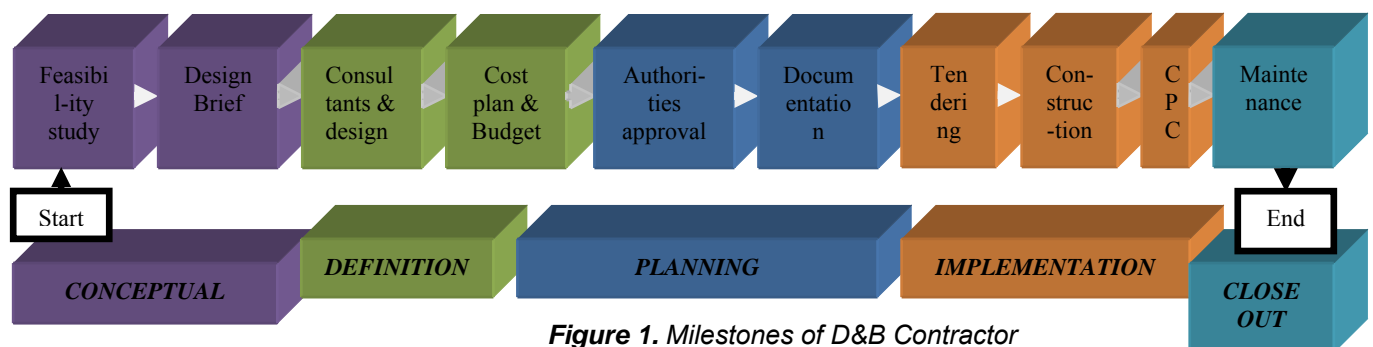 Feasibi
l-ity
study
Design
Brief
Consul
tants &
design
Cost
plan &
Budget
Authori-
ties
approval
Docum
entatio
n
Ten
deri
ng
Con-
struc
-tion
C
P
C
Mainte
nance
Start
End
CONCEPTUAL
DEFINITION
PLANNING
IMPLEMENTATION
CLOSE
OUT
Figure 1. Milestones of D&B Contractor